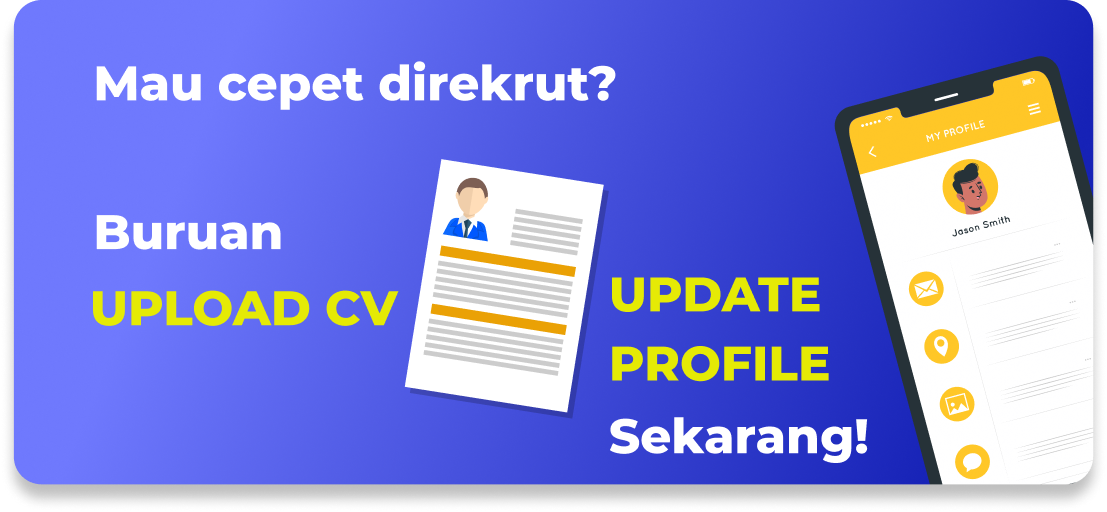 Mau cepet direkrut?
Buruan
UPLOAD CV
UPDATE
PROFILE
Sekarang!
MY PROFILE
Jason Smith